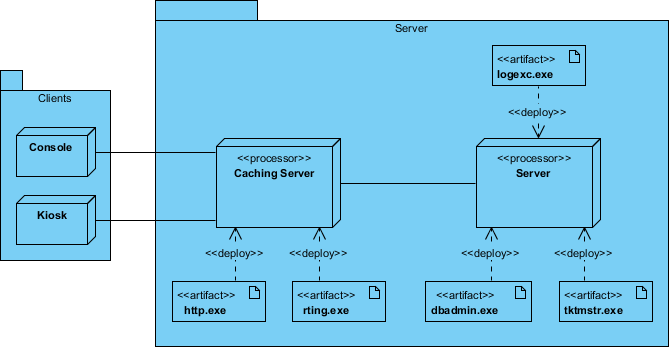 Server
Clients
<<artifact>>
logexc.exe
<<deploy>>
Console
Kiosk
<<processor>>
Caching Server
<<processor>>
Server
<<deploy>>
<<deploy>>
<<deploy>>
<<deploy>>
<<artifact>>
http.exe
<<artifact>>
rting.exe
<<artifact>>
dbadmin.exe
<<artifact>>
tktmstr.exe